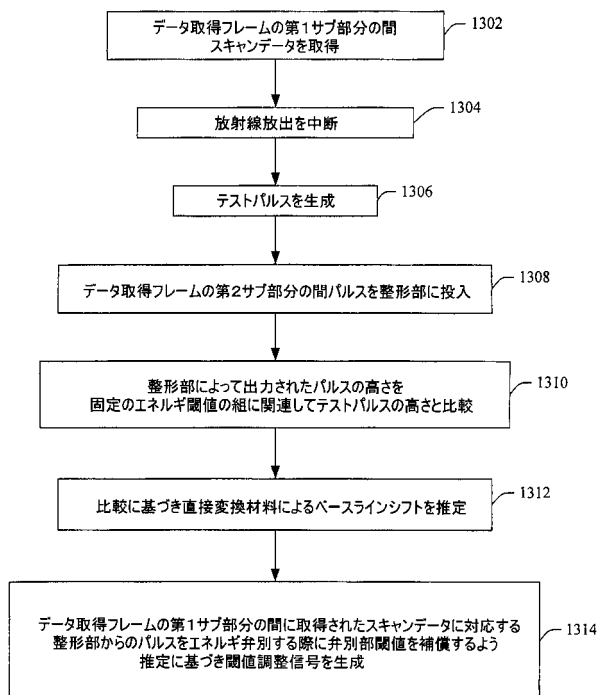 データ取得フレームの第1サブ部分の間
スキャンデータを取得
1302
放射線放出を中断
1304
テストパルスを生成
1306
データ取得フレームの第2サブ部分の間パルスを整形部に投入
1308
整形部によって出力されたパルスの高さを
固定のエネルギ閾値の組に関連してテストパルスの高さと比較
1310
比較に基づき直接変換材料によるベースラインシフトを推定
1312
データ取得フレームの第1サブ部分の間に取得されたスキャンデータに対応する
整形部からのパルスをエネルギ弁別する際に弁別部閾値を補償するよう
推定に基づき閾値調整信号を生成
1314